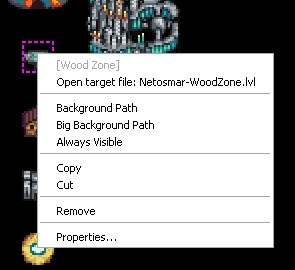 [Wood Zone]
Open target file: Netosmar-WoodZone.lvl
Background Path
Big Background Path
Always Visible
Copy
Cut
Remove
Properties...